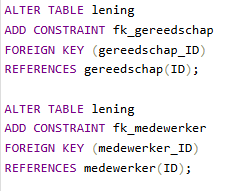 ALTER TABLE lening
ADD CONSTRAINT fk_gereedschap
FOREIGN KEY (gereedschap_ID)
REFERENCES gereedschap(ID);
ALTER TABLE lening
ADD CONSTRAINT fk_medewerker
FOREIGN KEY (medewerker_ID)
REFERENCES medewerker(ID);